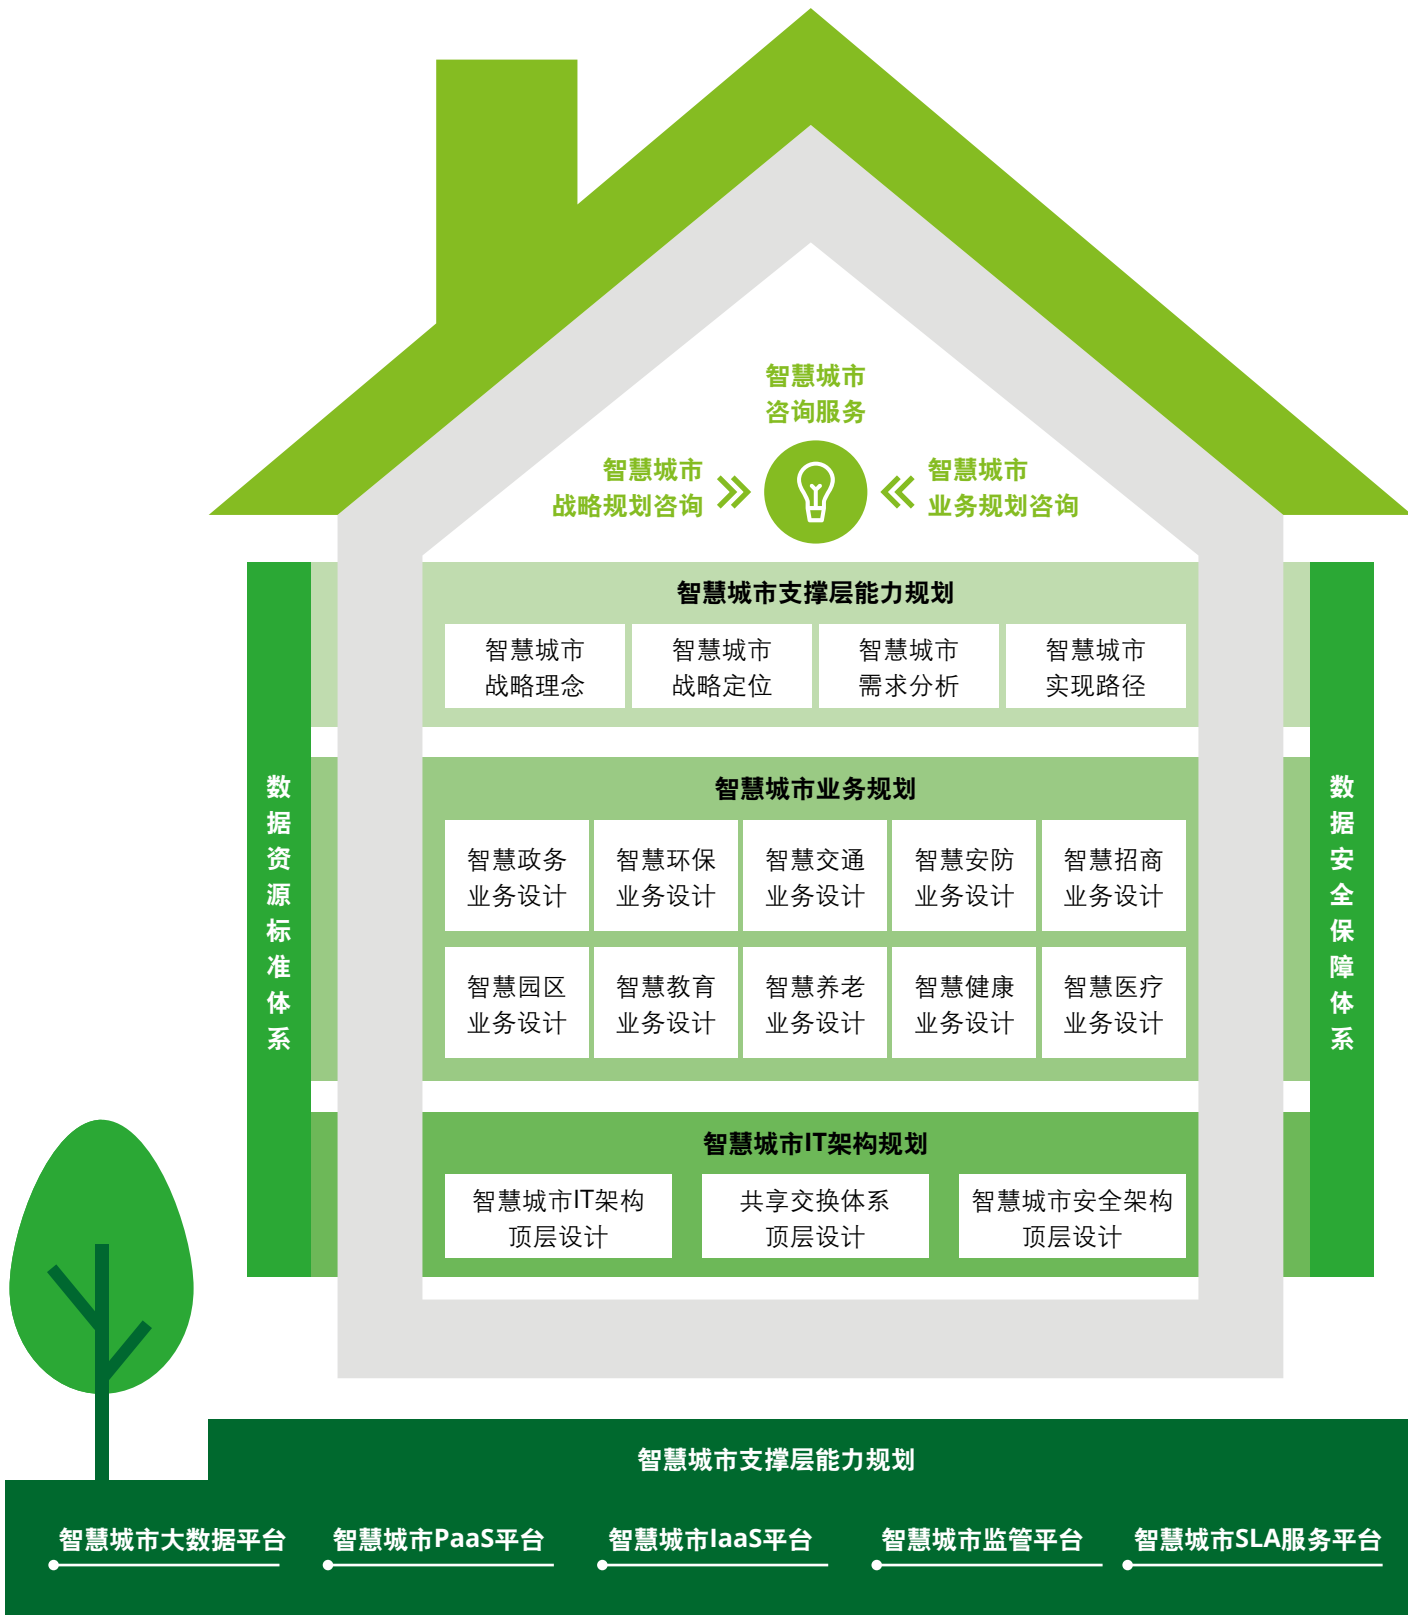 智慧城市
咨询服务
智慧城市
战略规划咨询
智慧城市
业务规划咨询
智慧城市支撑层能力规划
智慧城市
战略理念
智慧城市
战略定位
智慧城市
需求分析
智慧城市
实现路径
数据资源标准体系
智慧城市业务规划
智慧政务
业务设计
智慧环保
业务设计
智慧交通
业务设计
智慧安防
业务设计
智慧招商
业务设计
智慧园区
业务设计
智慧教育
业务设计
智慧养老
业务设计
智慧健康
业务设计
智慧医疗
业务设计
数据安全保障体系
智慧城市IT架构规划
智慧城市IT架构
顶层设计
共享交换体系
顶层设计
智慧城市安全架构
顶层设计
智慧城市支撑层能力规划
智慧城市大数据平台
智慧城市PaaS平台
智慧城市IaaS平台
智慧城市监管平台
智慧城市SLA服务平台